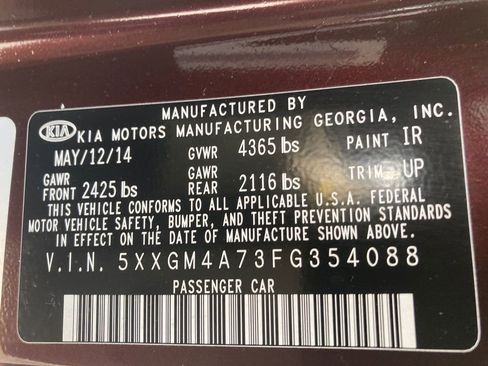 MANUFACTURED BY
KIA KIA MOTORS MANUFACTURING GEORGIA, INC.
MAY/12/14 GVWR 4365 lbs PAINT IR
GAWR FRONT 2425 lbs GAWR REAR 2116 lbs TRIM UP
THIS VEHICLE CONFORMS TO ALL APPLICABLE U.S.A. FEDERAL
MOTOR VEHICLE SAFETY, BUMPER, AND THEFT PREVENTION STANDARDS
IN EFFECT ON THE DATE OF MANUFACTURE SHOWN ABOVE.
V.I.N. 5XXGM4A73FG354088
PASSENGER CAR